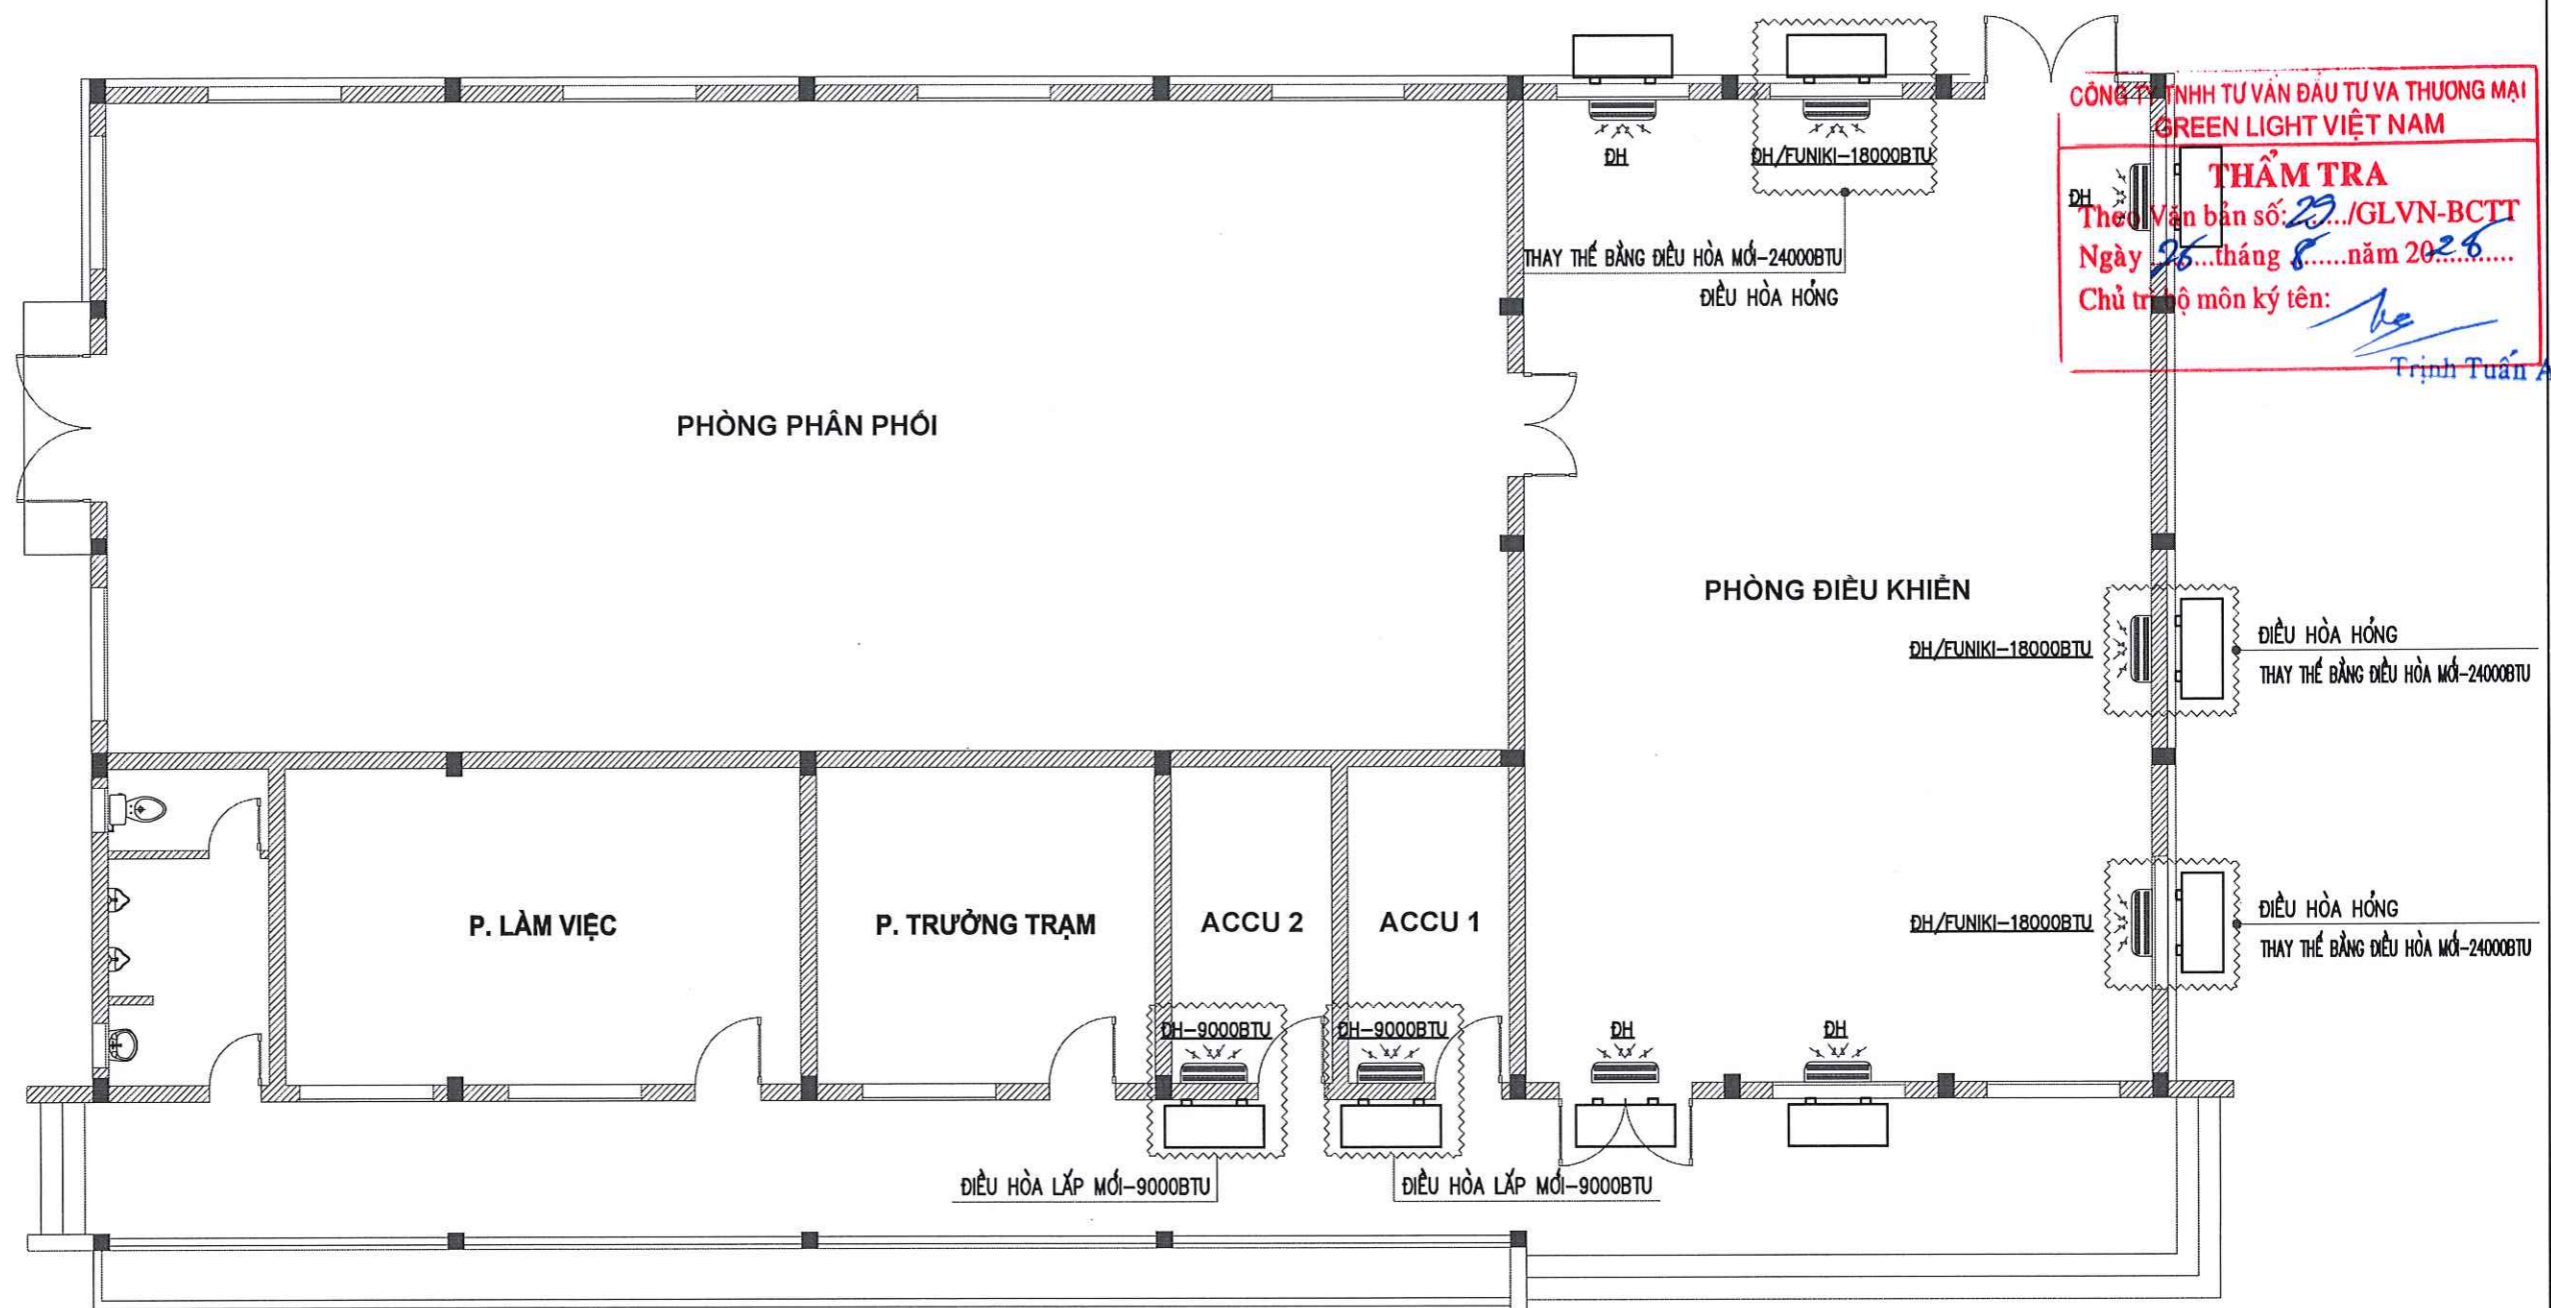 CÔNG TY TNHH TƯ VẤN ĐẦU TƯ VA THƯƠNG MẠI
GREEN LIGHT VIỆT NAM
THẨM TRA
Theo Văn bản số: 29..../GLVN-BCTT
Ngày 26....tháng 8......năm 20 25..........
Chủ trì bộ môn ký tên:
Trịnh Tuấn A
ĐH
ĐH/FUNIKI-18000BTU
ĐH
THAY THẾ BẰNG ĐIỀU HÒA MỚI-24000BTU
ĐIỀU HÒA HỎNG
PHÒNG PHÂN PHỐI
PHÒNG ĐIỀU KHIỂN
ĐH/FUNIKI-18000BTU
ĐIỀU HÒA HỎNG
THAY THẾ BẰNG ĐIỀU HÒA MỚI-24000BTU
P. LÀM VIỆC
P. TRƯỞNG TRẠM
ACCU 2
ACCU 1
ĐH/FUNIKI-18000BTU
ĐIỀU HÒA HỎNG
THAY THẾ BẰNG ĐIỀU HÒA MỚI-24000BTU
ĐH-9000BTU
ĐH-9000BTU
ĐH
ĐH
ĐIỀU HÒA LẮP MỚI-9000BTU
ĐIỀU HÒA LẮP MỚI-9000BTU